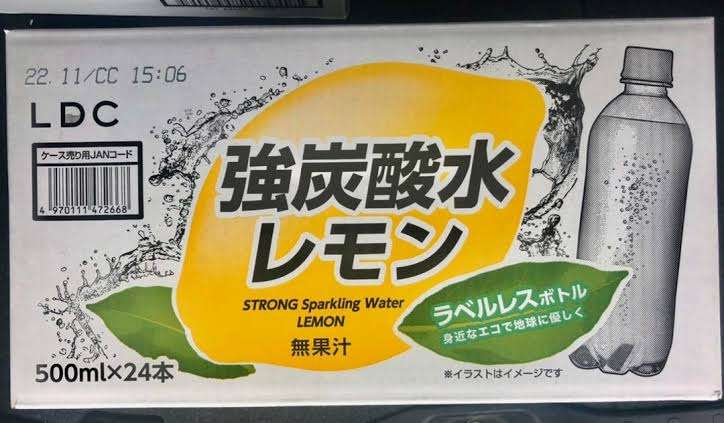 22.11/CC 15:06
LDC
ケース売り用JANコード
4 970111 472668
強炭酸水
レモン
STRONG Sparkling Water
LEMON
無果汁
ラベルレスボトル
身近なエコで地球に優しく
500ml×24本
※イラストはイメージです